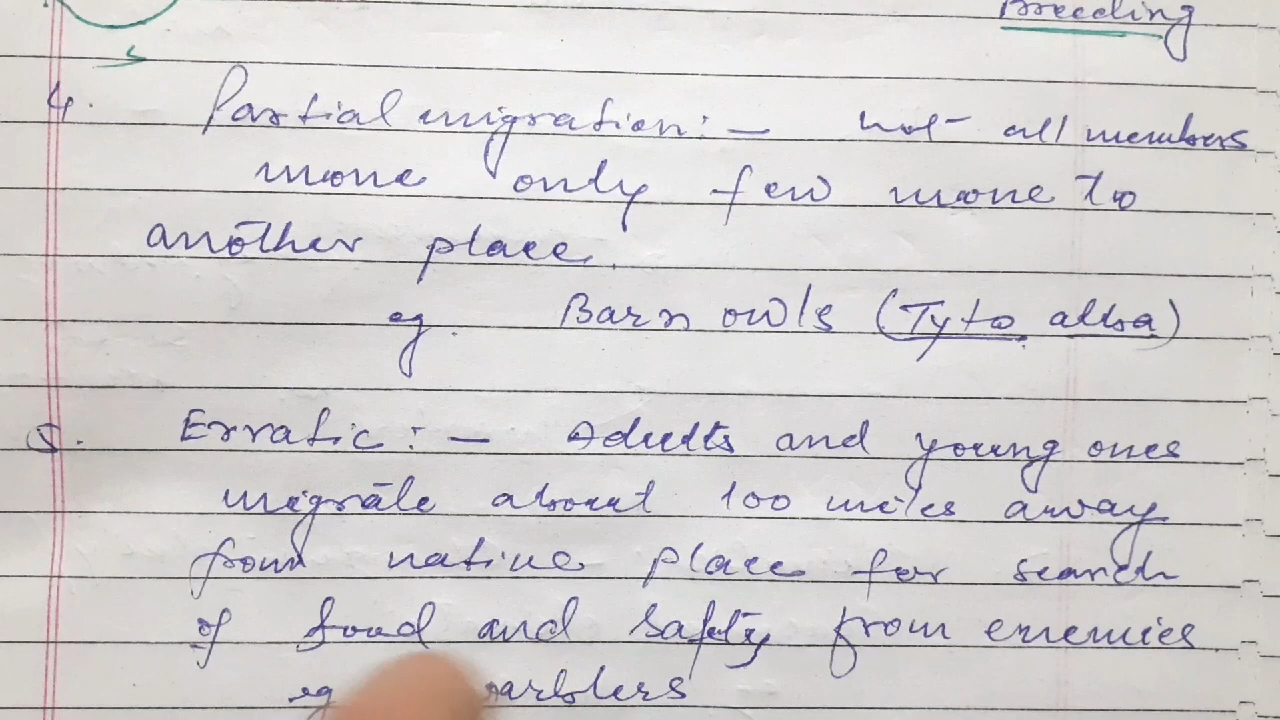 Breeding
4. Partial migration:- not all members
move only few move to
another place.
eg. Barn owls (Tyto alba)
5. Erratic:- Adults and young ones
migrate about 100 miles away
from native place for search
of food and safety from enemies
eg